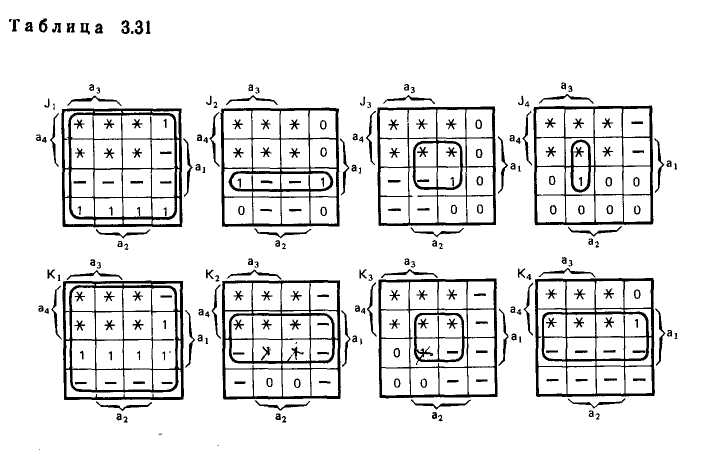 Таблица 3.31
a₃ a₃ a₃ a₃
J₁ J₂ J₃ J₄
* * * 1 * * * 0 * * * 0 * * * —
a₄ a₄ a₄ a₄
* * * — * * * 0 * * * 0 * * * —
a₁ a₁ a₁ a₁
— — — — 1 — — 1 — — 1 0 0 1 0 0
1 1 1 1 0 — — 0 — — 0 0 0 0 0 0
a₂ a₂ a₂ a₂
a₃ a₃ a₃ a₃
K₁ K₂ K₃ K₄
* * * — * * * — * * * — * * * 0
a₄ a₄ a₄ a₄
* * * 1 * * * — * * * — * * * 1
a₁ a₁ a₁ a₁
1 1 1 1 — 1 1 — 0 1 — — — — — —
— — — — — 0 0 — 0 0 — — — — — —
a₂ a₂ a₂ a₂